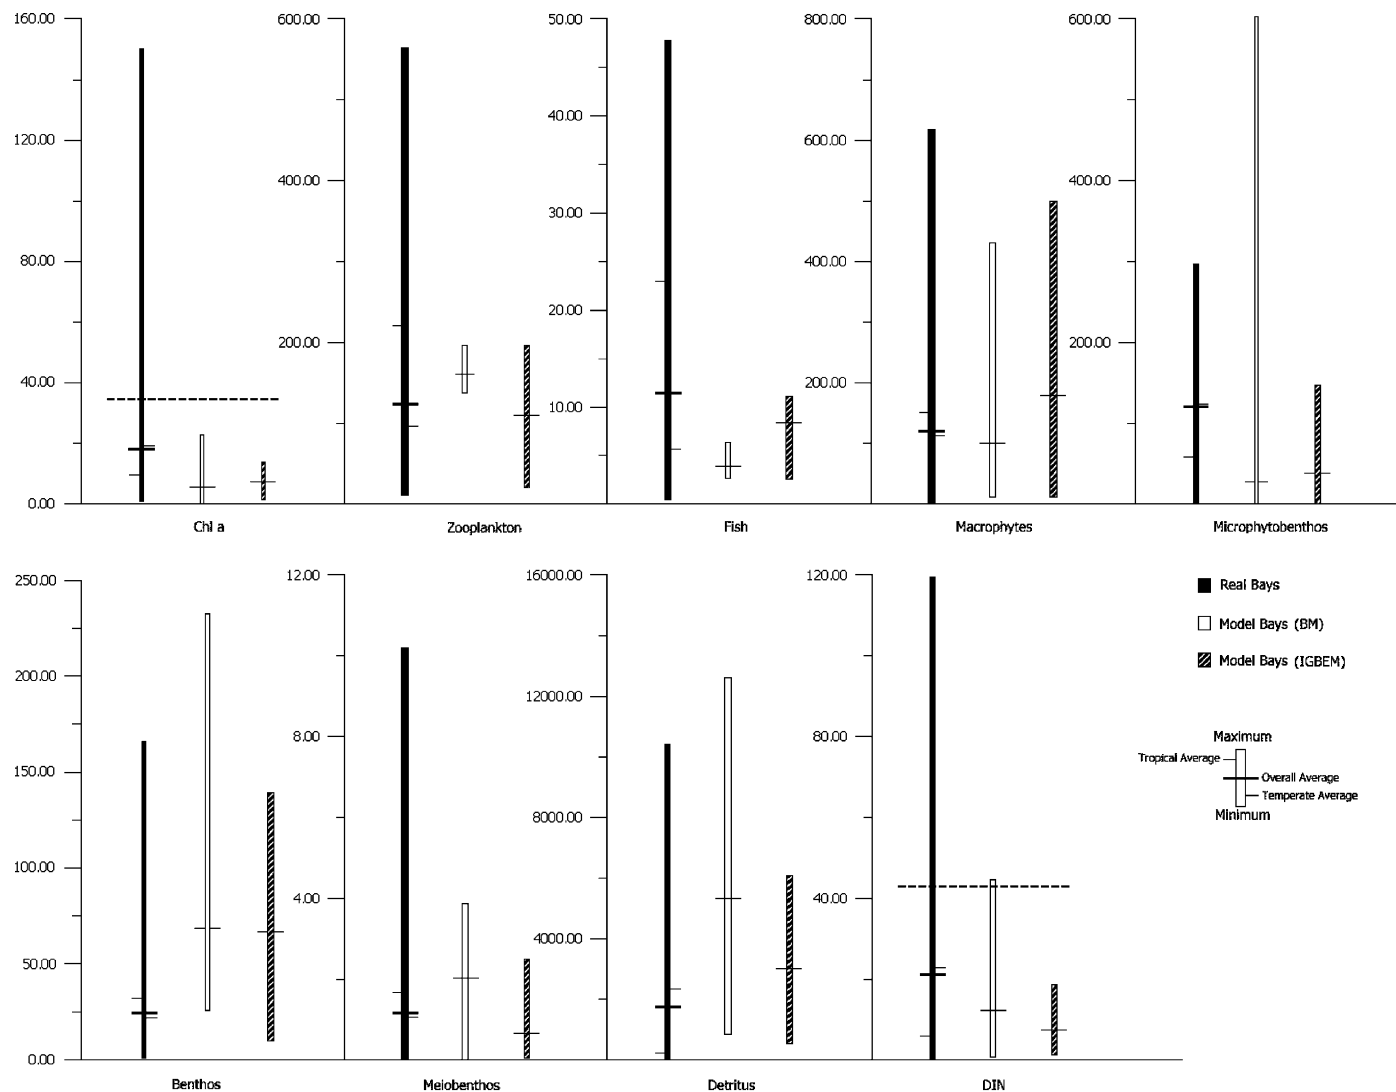 160.00
120.00
80.00
40.00
0.00
Chl a
600.00
400.00
200.00
Zooplankton
50.00
40.00
30.00
20.00
10.00
Fish
800.00
600.00
400.00
200.00
Macrophytes
600.00
400.00
200.00
Microphytobenthos
250.00
200.00
150.00
100.00
50.00
0.00
Benthos
12.00
8.00
4.00
Meiobenthos
16000.00
12000.00
8000.00
4000.00
Detritus
120.00
80.00
40.00
DIN
Real Bays
Model Bays (BM)
Model Bays (IGBEM)
Maximum
Tropical Average
Overall Average
Temperate Average
Minimum